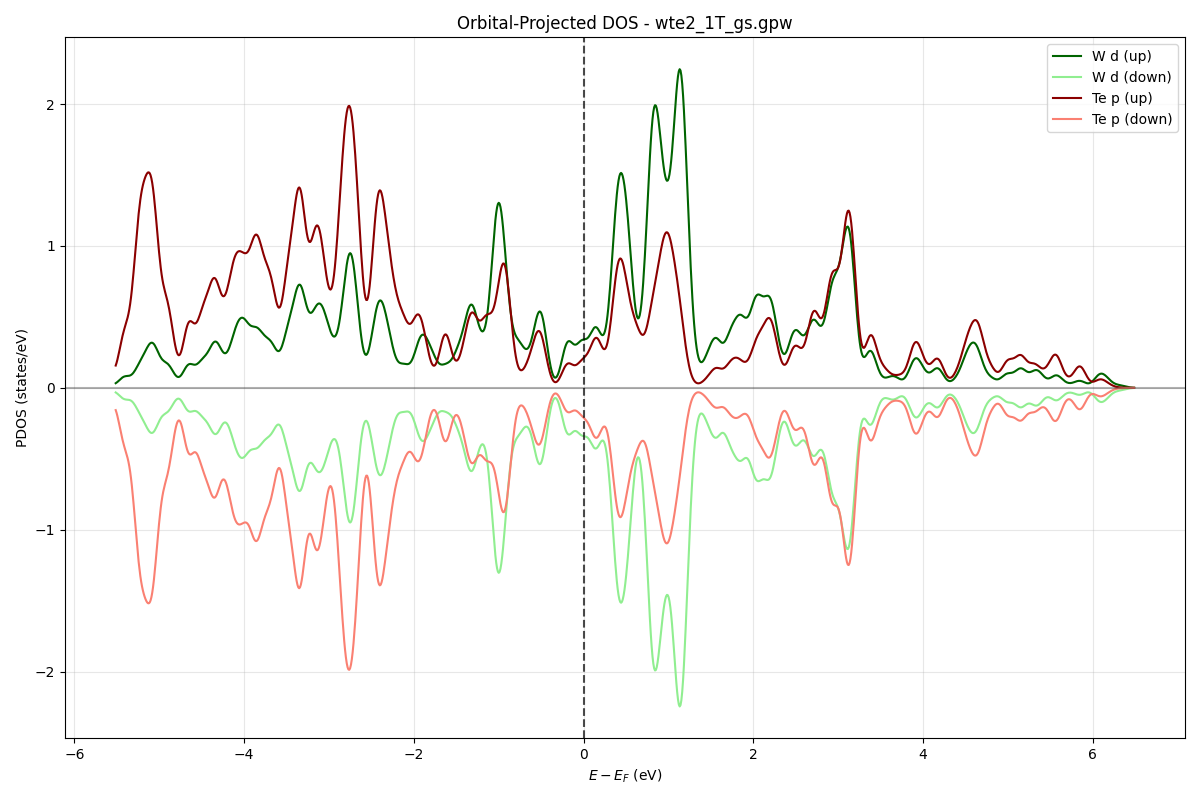 Orbital-Projected DOS - wte2_1T_gs.gpw
W d (up)
W d (down)
Te p (up)
Te p (down)
PDOS (states/eV)
2
1
0
−1
−2
−6
−4
−2
0
2
4
6
E − E_F (eV)